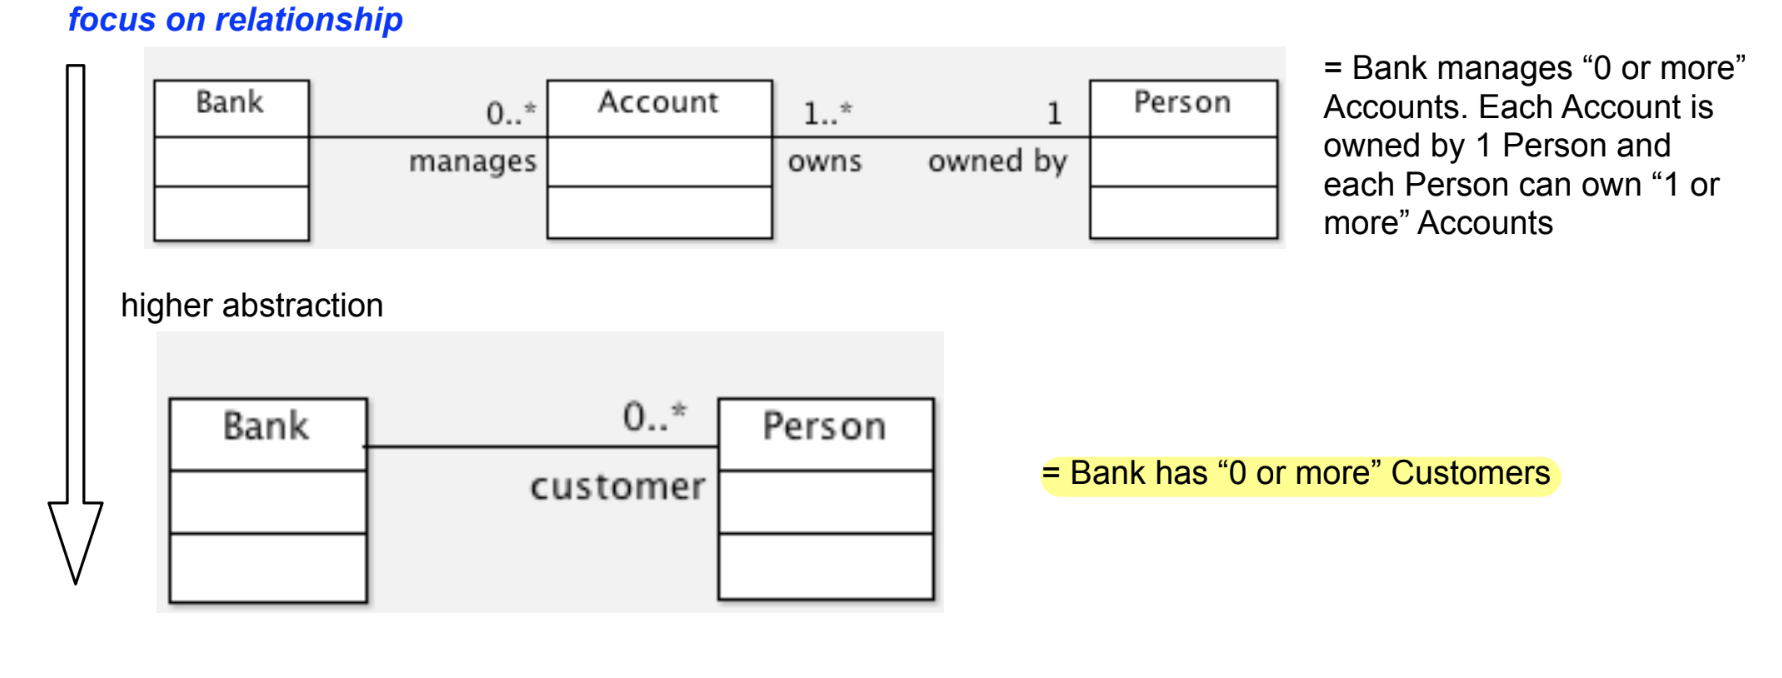 focus on relationship
Bank
0..*
Account
1..*
1
Person
manages
owns
owned by
= Bank manages “0 or more”
Accounts. Each Account is
owned by 1 Person and
each Person can own “1 or
more” Accounts
higher abstraction
Bank
0..*
Person
customer
= Bank has “0 or more” Customers